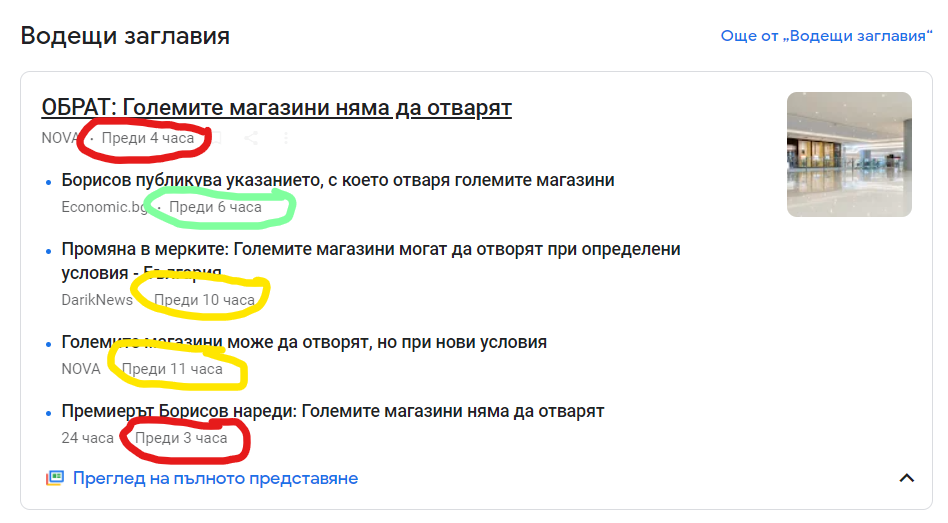 Водещи заглавия
Още от „Водещи заглавия“
ОБРАТ: Големите магазини няма да отварят
NOVA · Преди 4 часа
Борисов публикува указанието, с което отваря големите магазини
Economic.bg · Преди 6 часа
Промяна в мерките: Големите магазини могат да отворят при определени
условия - България
DarikNews Преди 10 часа
Големите магазини може да отворят, но при нови условия
NOVA Преди 11 часа
Премиерът Борисов нареди: Големите магазини няма да отварят
24 часа Преди 3 часа
Преглед на пълното представяне